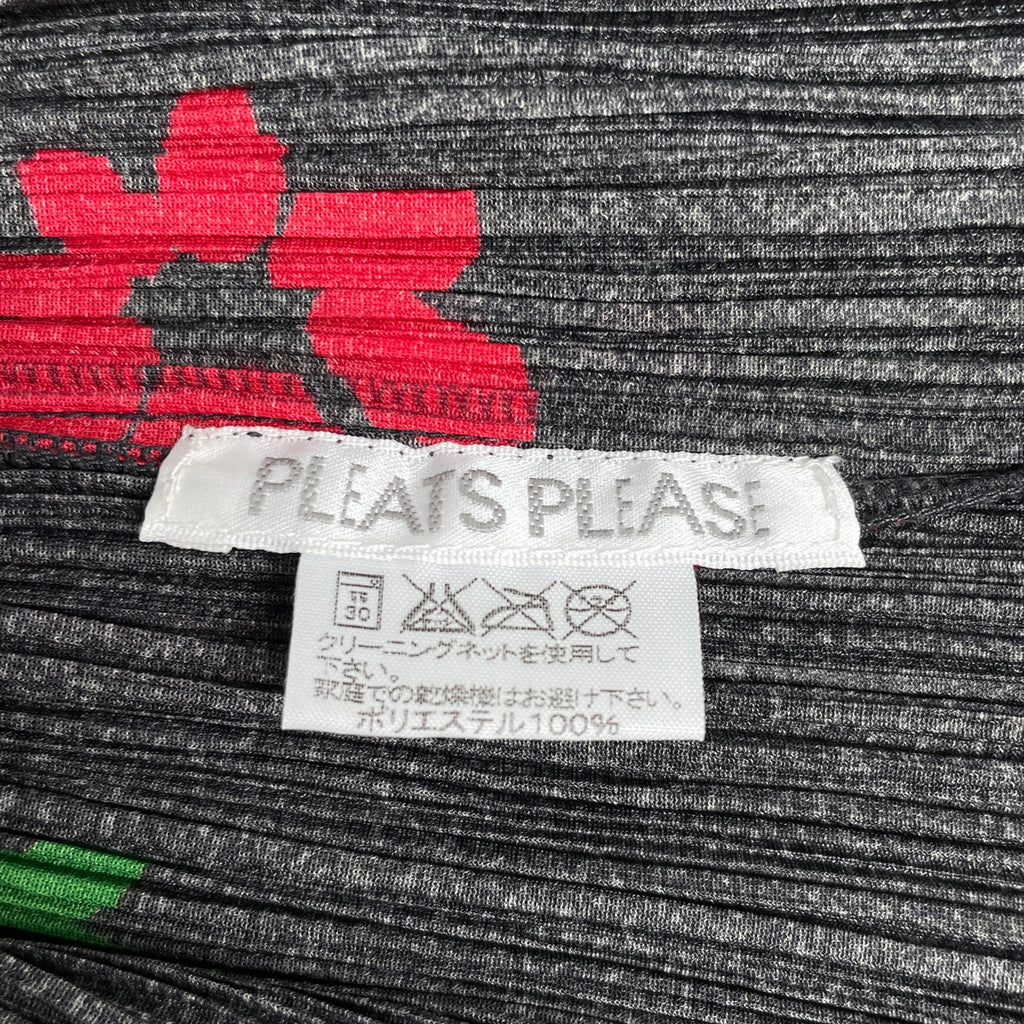 PLEATS PLEASE
クリーニングネットを使用して
下さい。
家庭での乾燥機はお避け下さい。
ポリエステル100%